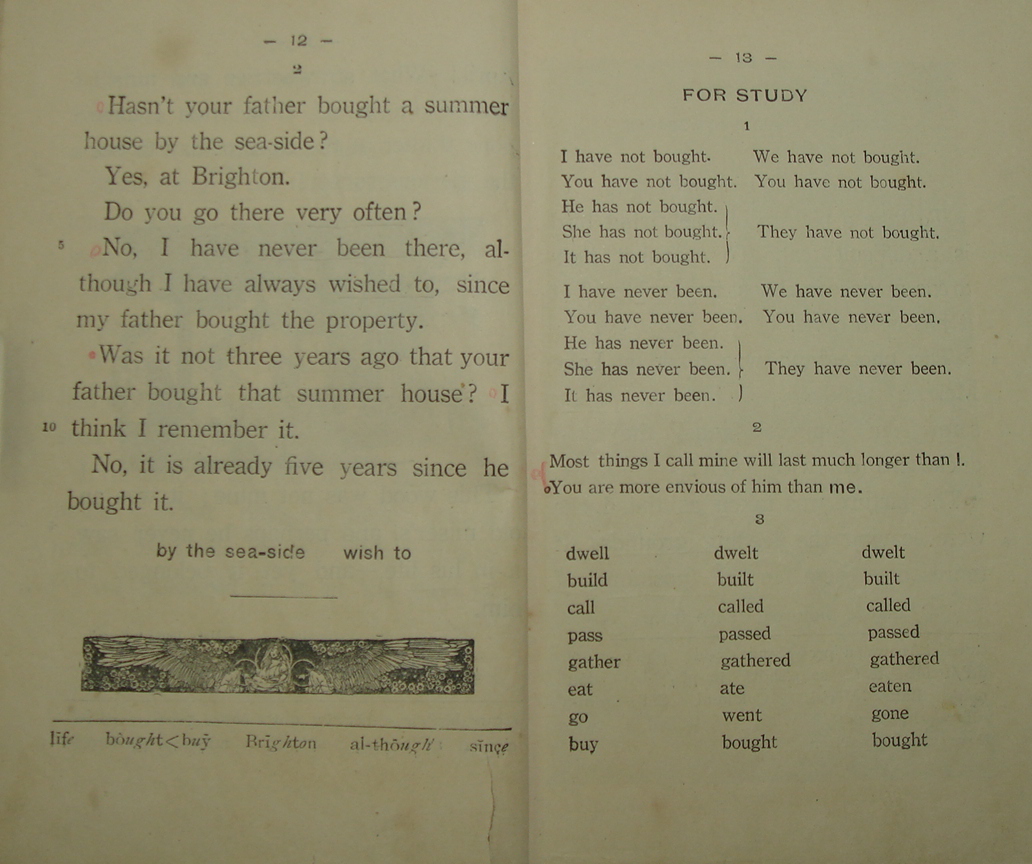 — 12 —
2
Hasn't your father bought a summer
house by the sea-side?
Yes, at Brighton.
Do you go there very often?
5 No, I have never been there, al-
though I have always wished to, since
my father bought the property.
Was it not three years ago that your
father bought that summer house? I
10 think I remember it.
No, it is already five years since he
bought it.
by the sea-side wish to
life bought<buy Brighton al-though since
— 13 —
FOR STUDY
1
I have not bought. We have not bought.
You have not bought. You have not bought.
He has not bought.
She has not bought. They have not bought.
It has not bought.
I have never been. We have never been.
You have never been. You have never been.
He has never been.
She has never been. They have never been.
It has never been.
2
Most things I call mine will last much longer than I.
You are more envious of him than me.
3
dwell dwelt dwelt
build built built
call called called
pass passed passed
gather gathered gathered
eat ate eaten
go went gone
buy bought bought